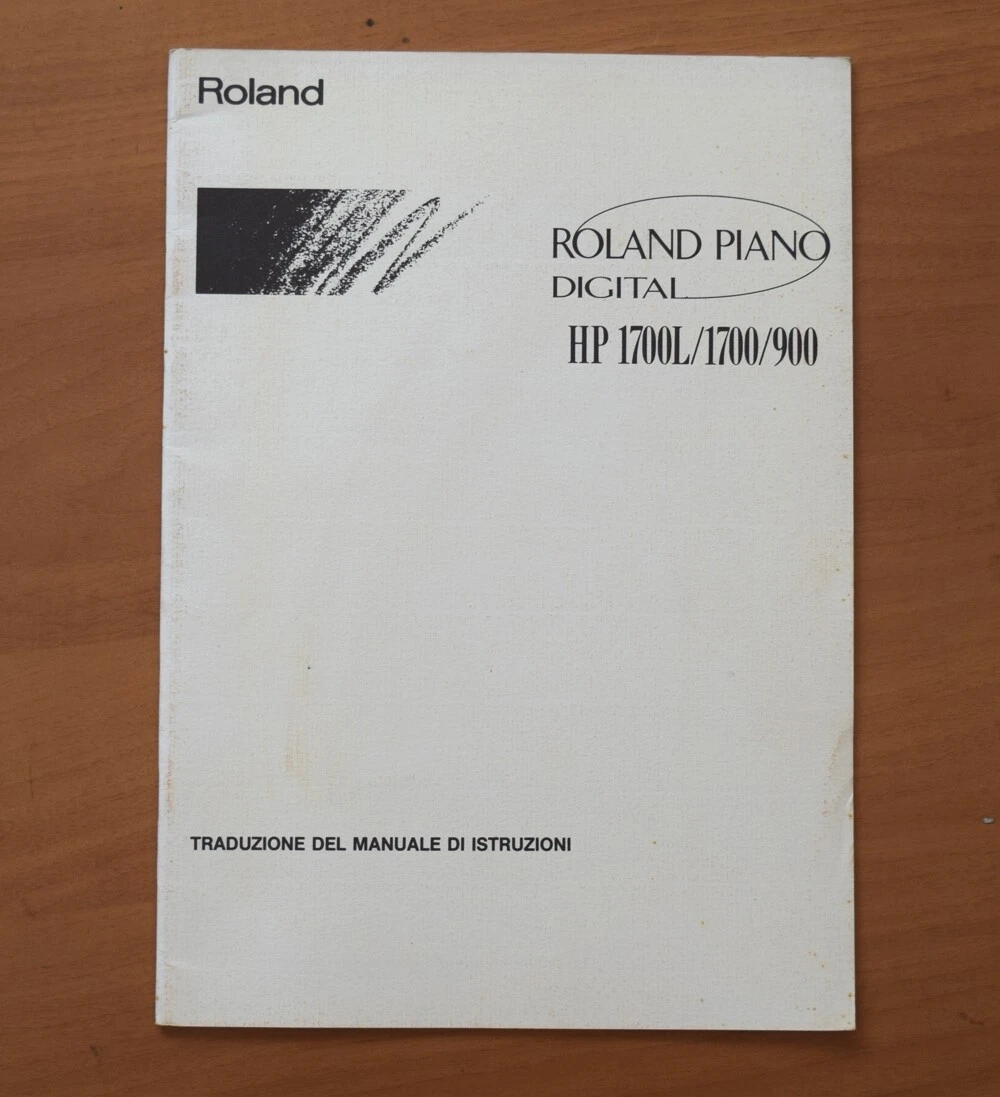 Roland
ROLAND PIANO
DIGITAL
HP 1700L/1700/900
TRADUZIONE DEL MANUALE DI ISTRUZIONI